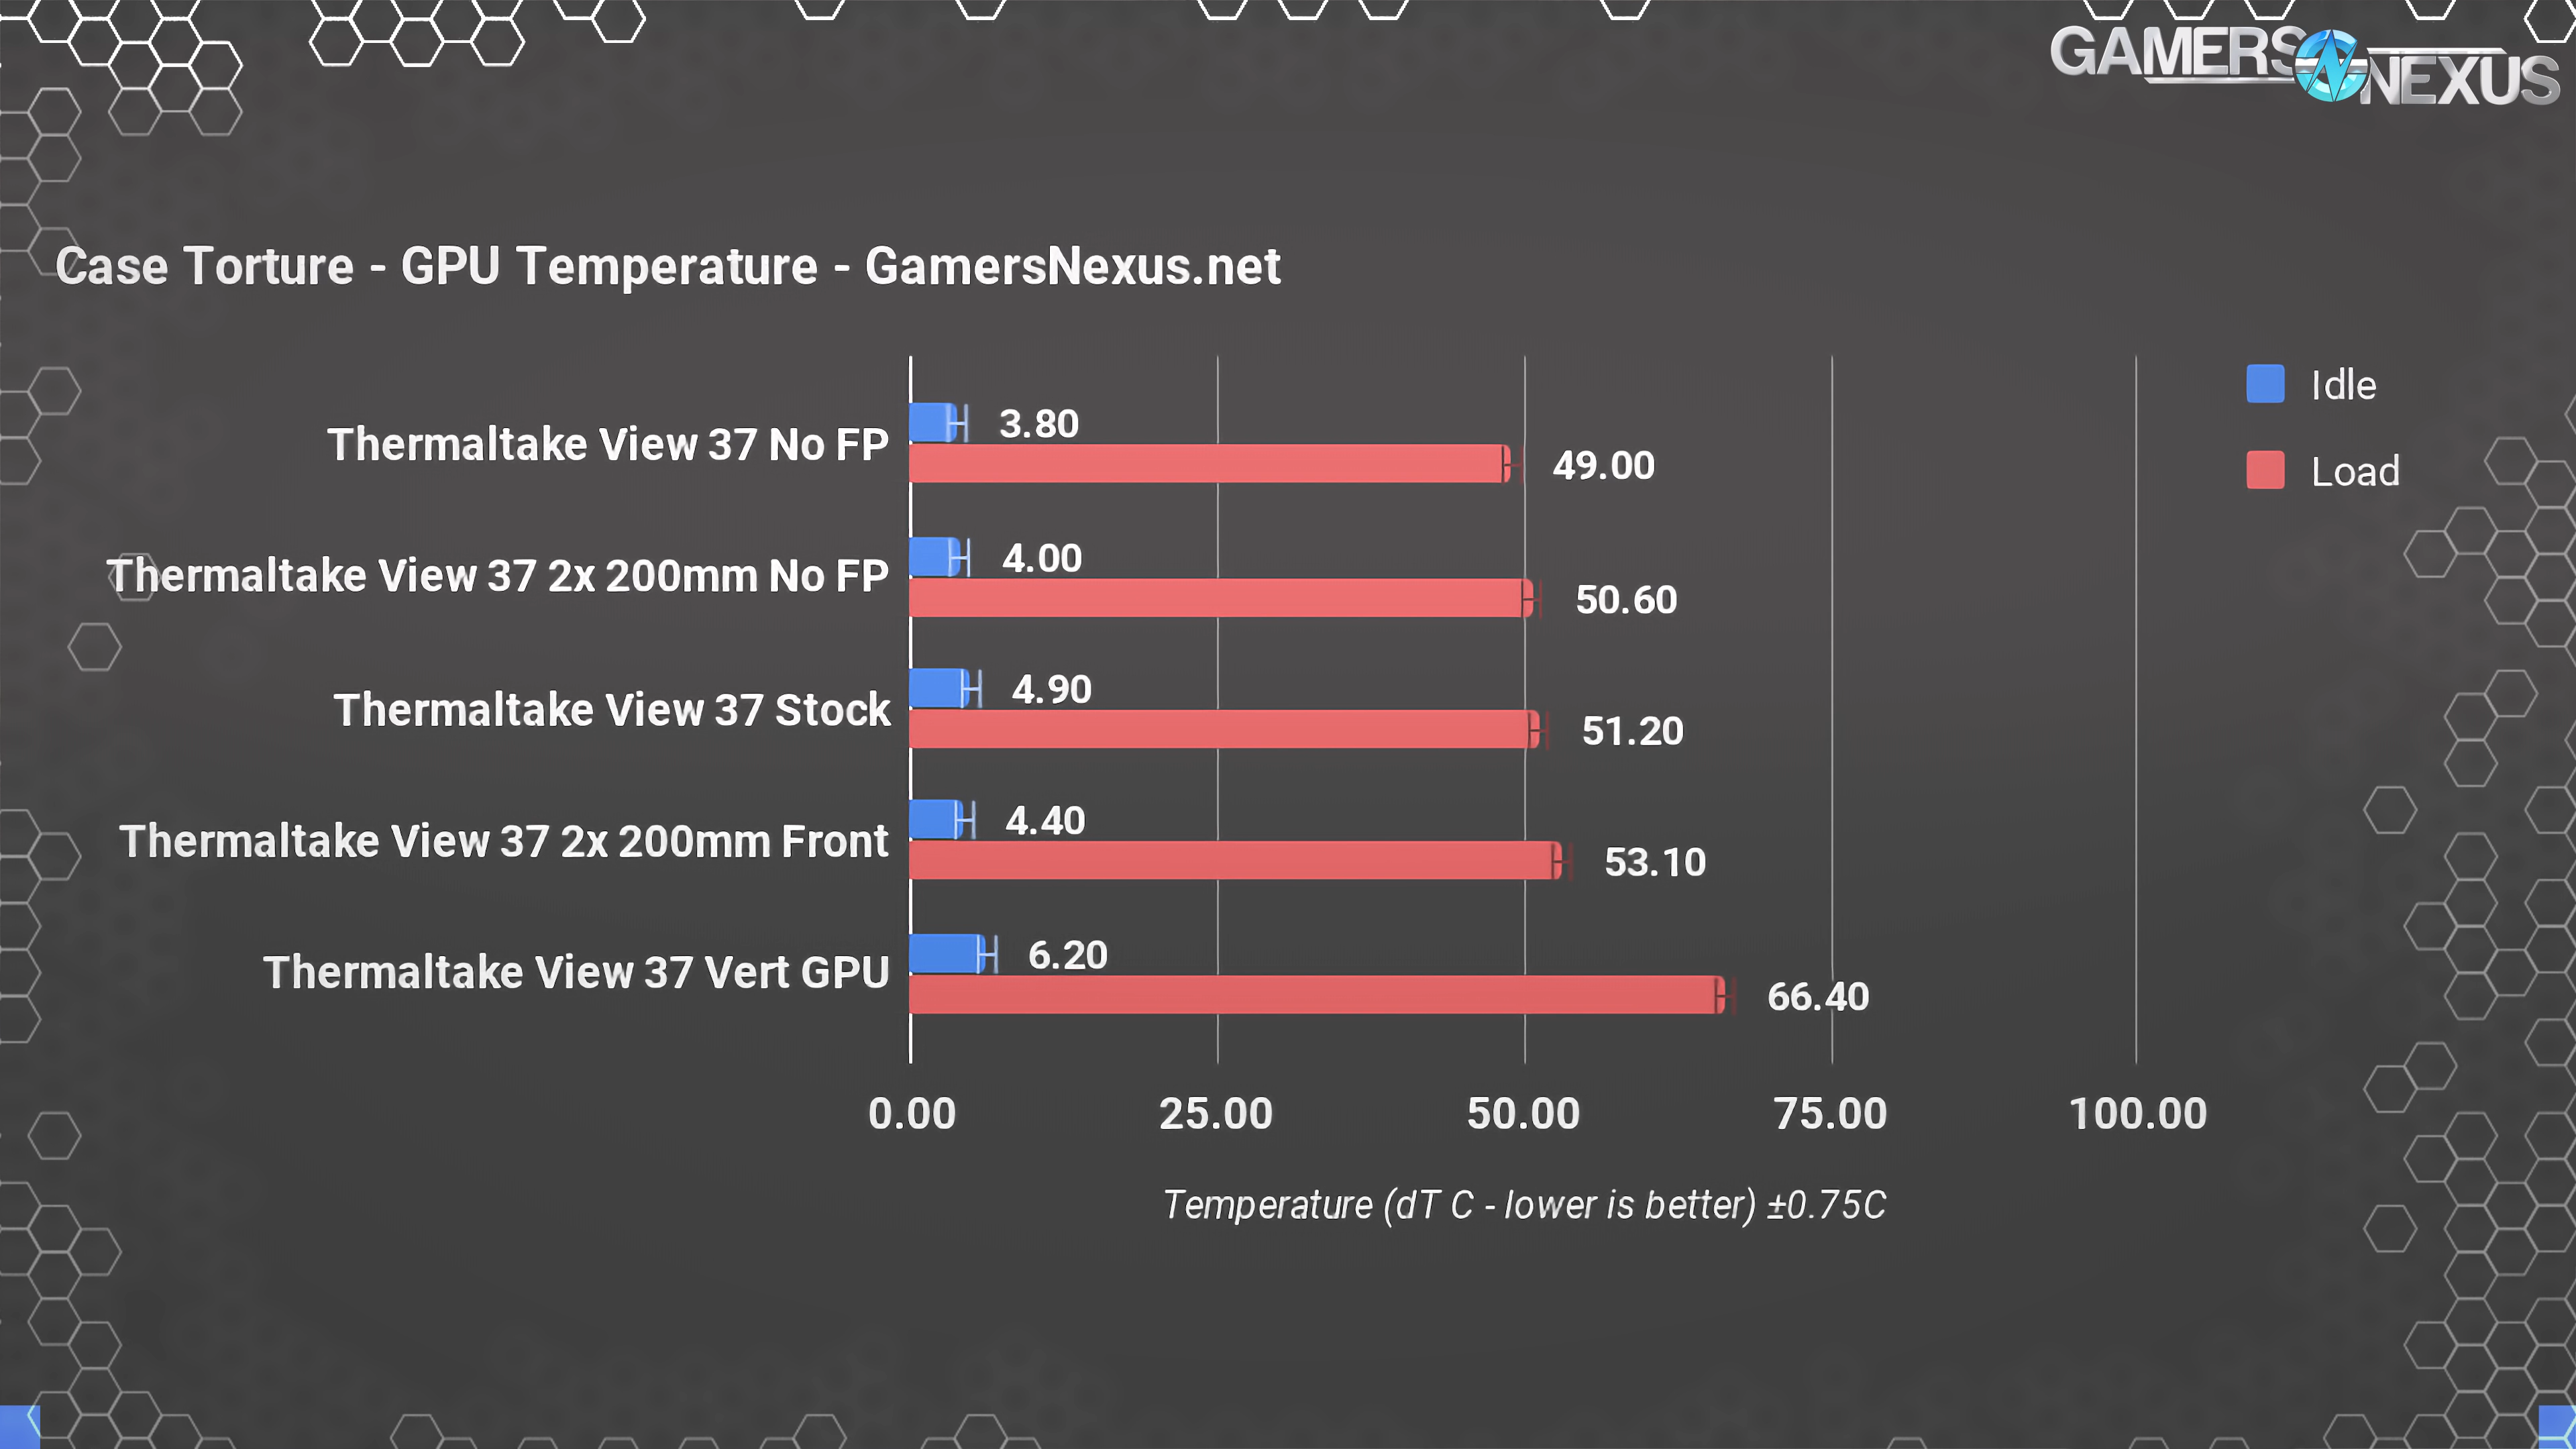 GAMERS NEXUS
Case Torture - GPU Temperature - GamersNexus.net
Idle
Load
Thermaltake View 37 No FP
3.80
49.00
Thermaltake View 37 2x 200mm No FP
4.00
50.60
Thermaltake View 37 Stock
4.90
51.20
Thermaltake View 37 2x 200mm Front
4.40
53.10
Thermaltake View 37 Vert GPU
6.20
66.40
0.00 25.00 50.00 75.00 100.00
Temperature (dT C - lower is better) ±0.75C